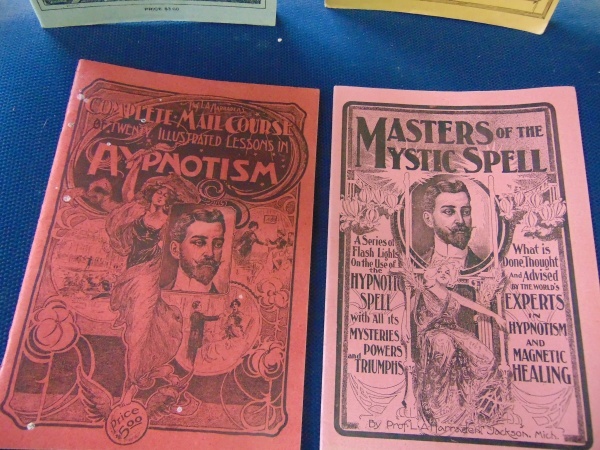 PRICE $3.00
Prof. L.A. Harraden's
COMPLETE-MAIL-COURSE
OF TWENTY ILLUSTRATED LESSONS IN
HYPNOTISM
Price
$5.00
MASTERS OF THE
MYSTIC SPELL
A Series of
Flash Lights
On the Use of
the
HYPNOTIC
SPELL
with all its
MYSTERIES
POWERS
and TRIUMPHS
What is
Done Thought
And Advised
BY THE WORLD'S
EXPERTS
IN
HYPNOTISM
AND
MAGNETIC
HEALING
By Prof. L.A. Harraden, Jackson, Mich.